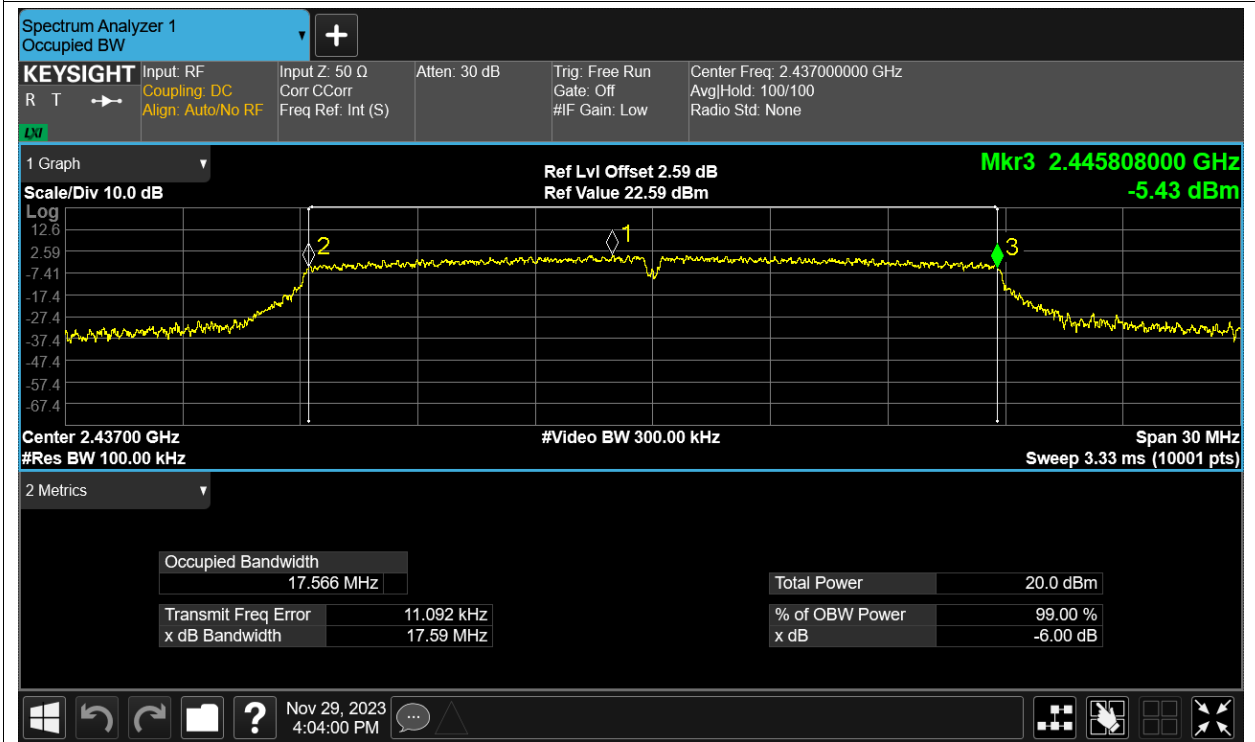 Spectrum Analyzer 1
Occupied BW
KEYSIGHT Input: RF Input Z: 50 Ω Atten: 30 dB Trig: Free Run Center Freq: 2.437000000 GHz
R T Coupling: DC Corr CCorr Gate: Off Avg|Hold: 100/100
Align: Auto/No RF Freq Ref: Int (S) #IF Gain: Low Radio Std: None
LXI
1 Graph Ref Lvl Offset 2.59 dB Mkr3 2.445808000 GHz
Scale/Div 10.0 dB Ref Value 22.59 dBm -5.43 dBm
Log
12.6
1
2.59
2
3
-7.41
-17.4
-27.4
-37.4
-47.4
-57.4
-67.4
Center 2.43700 GHz #Video BW 300.00 kHz Span 30 MHz
#Res BW 100.00 kHz Sweep 3.33 ms (10001 pts)
2 Metrics
Occupied Bandwidth
17.566 MHz Total Power 20.0 dBm
Transmit Freq Error 11.092 kHz % of OBW Power 99.00 %
x dB Bandwidth 17.59 MHz x dB -6.00 dB
? Nov 29, 2023
4:04:00 PM